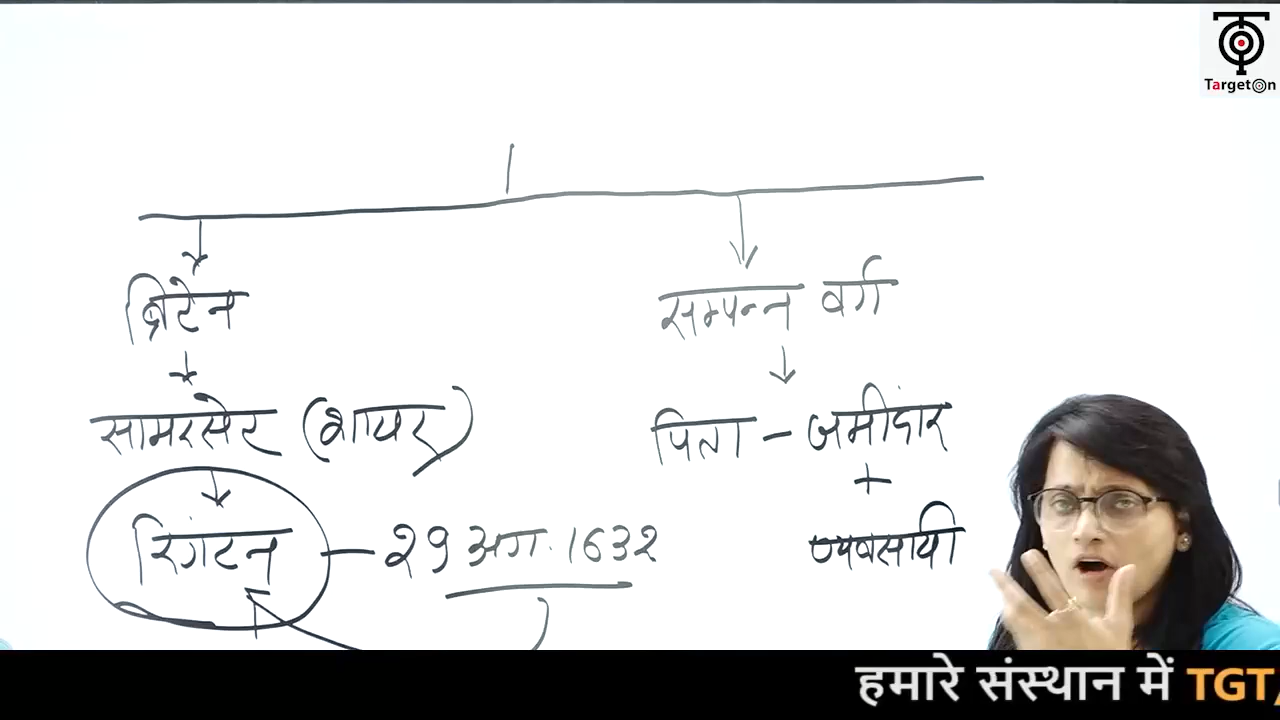 TargetOn
ब्रिटेन
सम्पन्न वर्ग
सामरसेट (शायर)
पिता - जमींदार
+
रिंगटन - 29 अग. 1632
व्यवसायी
हमारे संस्थान में TGT,